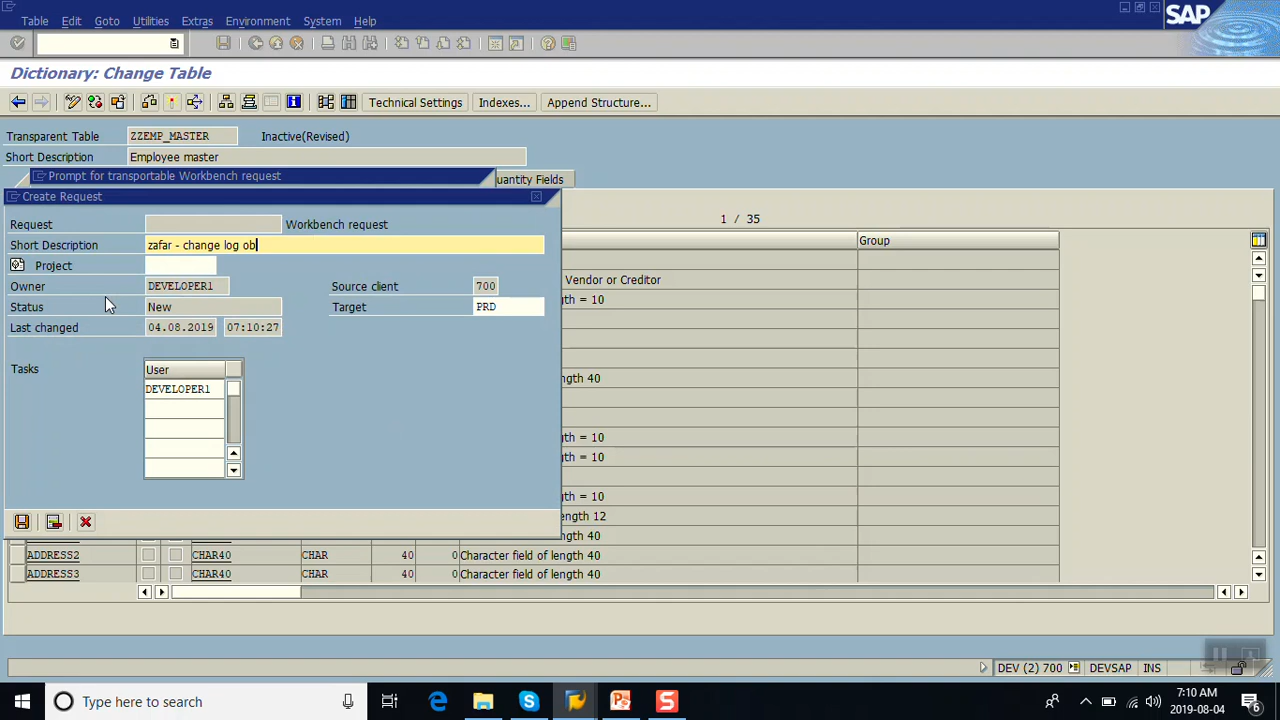 Table Edit Goto Utilities Extras Environment System Help
SAP
Dictionary: Change Table
Technical Settings Indexes... Append Structure...
Transparent Table ZZEMP_MASTER Inactive(Revised)
Short Description Employee master
Prompt for transportable Workbench request
uantity Fields
Create Request
1 / 35
Request Workbench request
Short Description zafar - change log ob
Group
Project
Vendor or Creditor
Owner DEVELOPER1 Source client 700
ngth = 10
Status New Target PRD
Last changed 04.08.2019 07:10:27
Tasks User
ngth 40
DEVELOPER1
gth = 10
gth = 10
ngth = 10
ength 12
ength 40
ADDRESS2 CHAR40 CHAR 40 0 Character field of length 40
ADDRESS3 CHAR40 CHAR 40 0 Character field of length 40
DEV (2) 700 DEVSAP INS
Type here to search
7:10 AM
2019-08-04
6